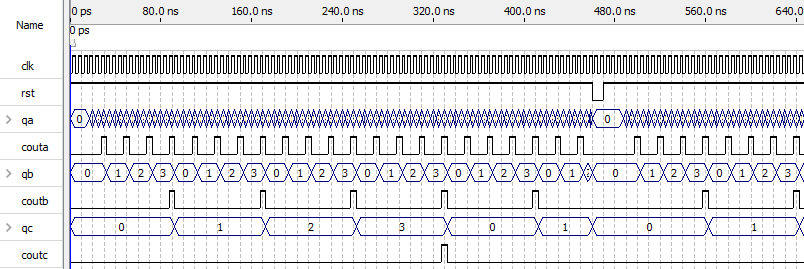 0 ps 80.0 ns 160.0 ns 240.0 ns 320.0 ns 400.0 ns 480.0 ns 560.0 ns 640.0
Name
0 ps
clk
rst
qa 0 0
couta
qb 0 1 2 3 0 1 2 3 0 1 2 3 0 1 2 3 0 1 2 3 0 1 0 1 2 3 0 1 2 3
coutb
qc 0 1 2 3 0 1 0 1
coutc